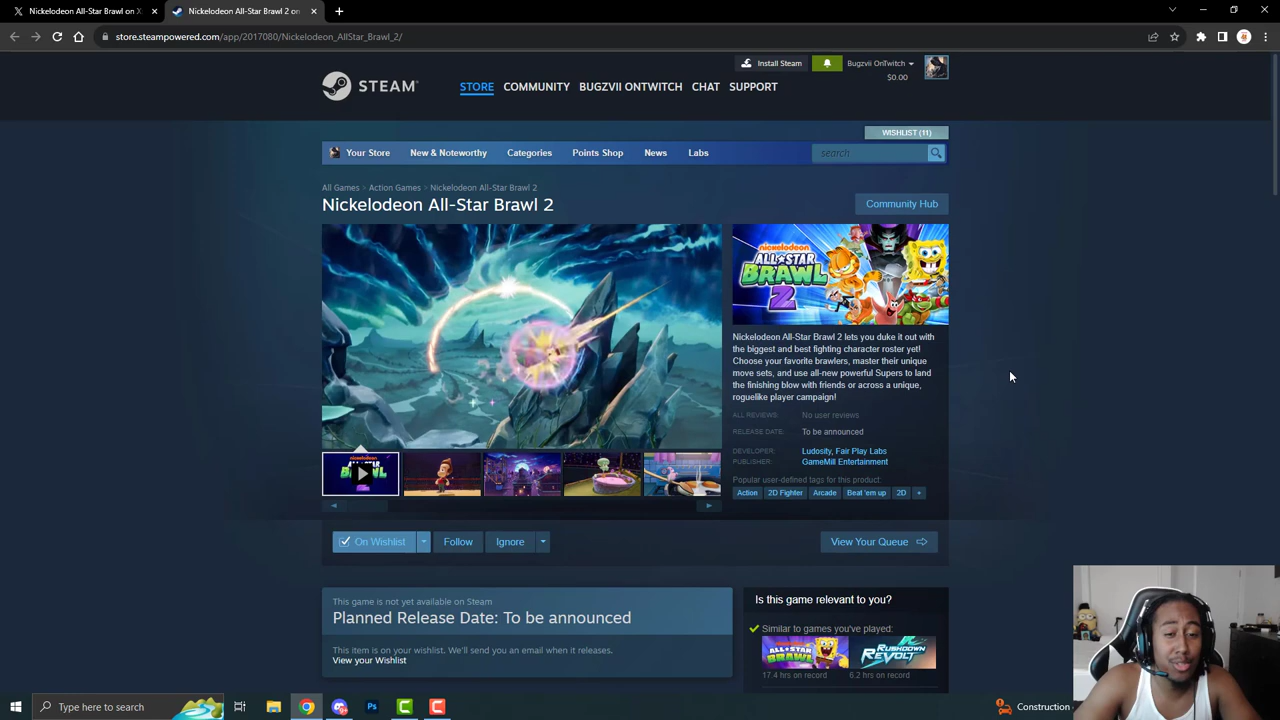 Nickelodeon All-Star Brawl on X
Nickelodeon All-Star Brawl 2 on
store.steampowered.com/app/2017080/Nickelodeon_AllStar_Brawl_2/
Install Steam
Bugzvii OnTwitch
$0.00
STEAM
STORE COMMUNITY BUGZVII ONTWITCH CHAT SUPPORT
WISHLIST (11)
Your Store New & Noteworthy Categories Points Shop News Labs
search
All Games > Action Games > Nickelodeon All-Star Brawl 2
Nickelodeon All-Star Brawl 2
Community Hub
nickelodeon
ALL★STAR
BRAWL
2
Nickelodeon All-Star Brawl 2 lets you duke it out with
the biggest and best fighting character roster yet!
Choose your favorite brawlers, master their unique
move sets, and use all-new powerful Supers to land
the finishing blow with friends or across a unique,
roguelike player campaign!
ALL REVIEWS: No user reviews
RELEASE DATE: To be announced
DEVELOPER: Ludosity, Fair Play Labs
PUBLISHER: GameMill Entertainment
Popular user-defined tags for this product:
Action 2D Fighter Arcade Beat 'em up 2D +
On Wishlist Follow Ignore
View Your Queue
This game is not yet available on Steam
Planned Release Date: To be announced
This item is on your wishlist. We'll send you an email when it releases.
View your Wishlist
Is this game relevant to you?
Similar to games you've played:
ALL★STAR
BRAWL
RUSHDOWN
REVOLT
17.4 hrs on record
6.2 hrs on record
Type here to search
Construction